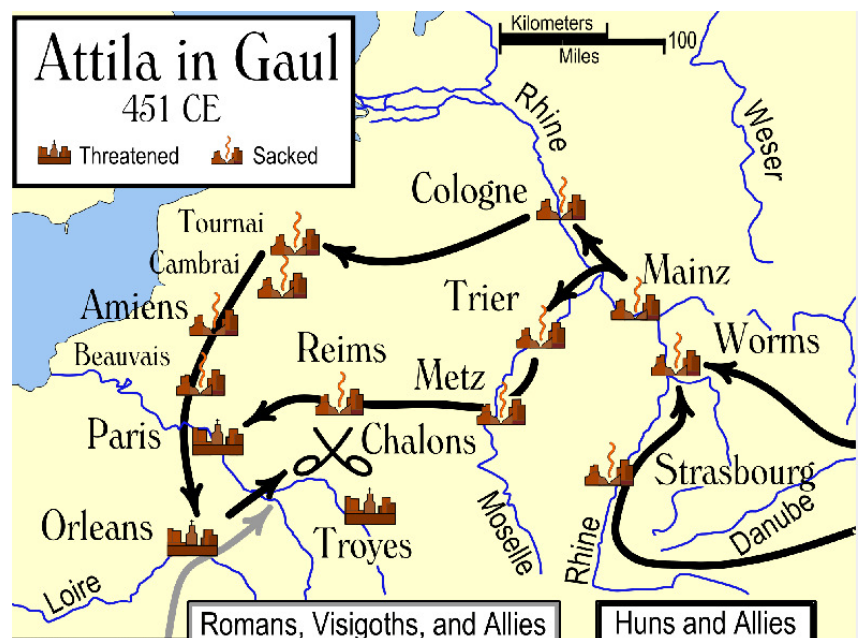 Attila in Gaul
451 CE
Threatened
Sacked
Kilometers
100
Miles
Rhine
Weser
Cologne
Tournai
Cambrai
Mainz
Trier
Amiens
Worms
Beauvais
Reims
Metz
Paris
Chalons
Strasbourg
Orleans
Troyes
Moselle
Rhine
Danube
Loire
Romans, Visigoths, and Allies
Huns and Allies